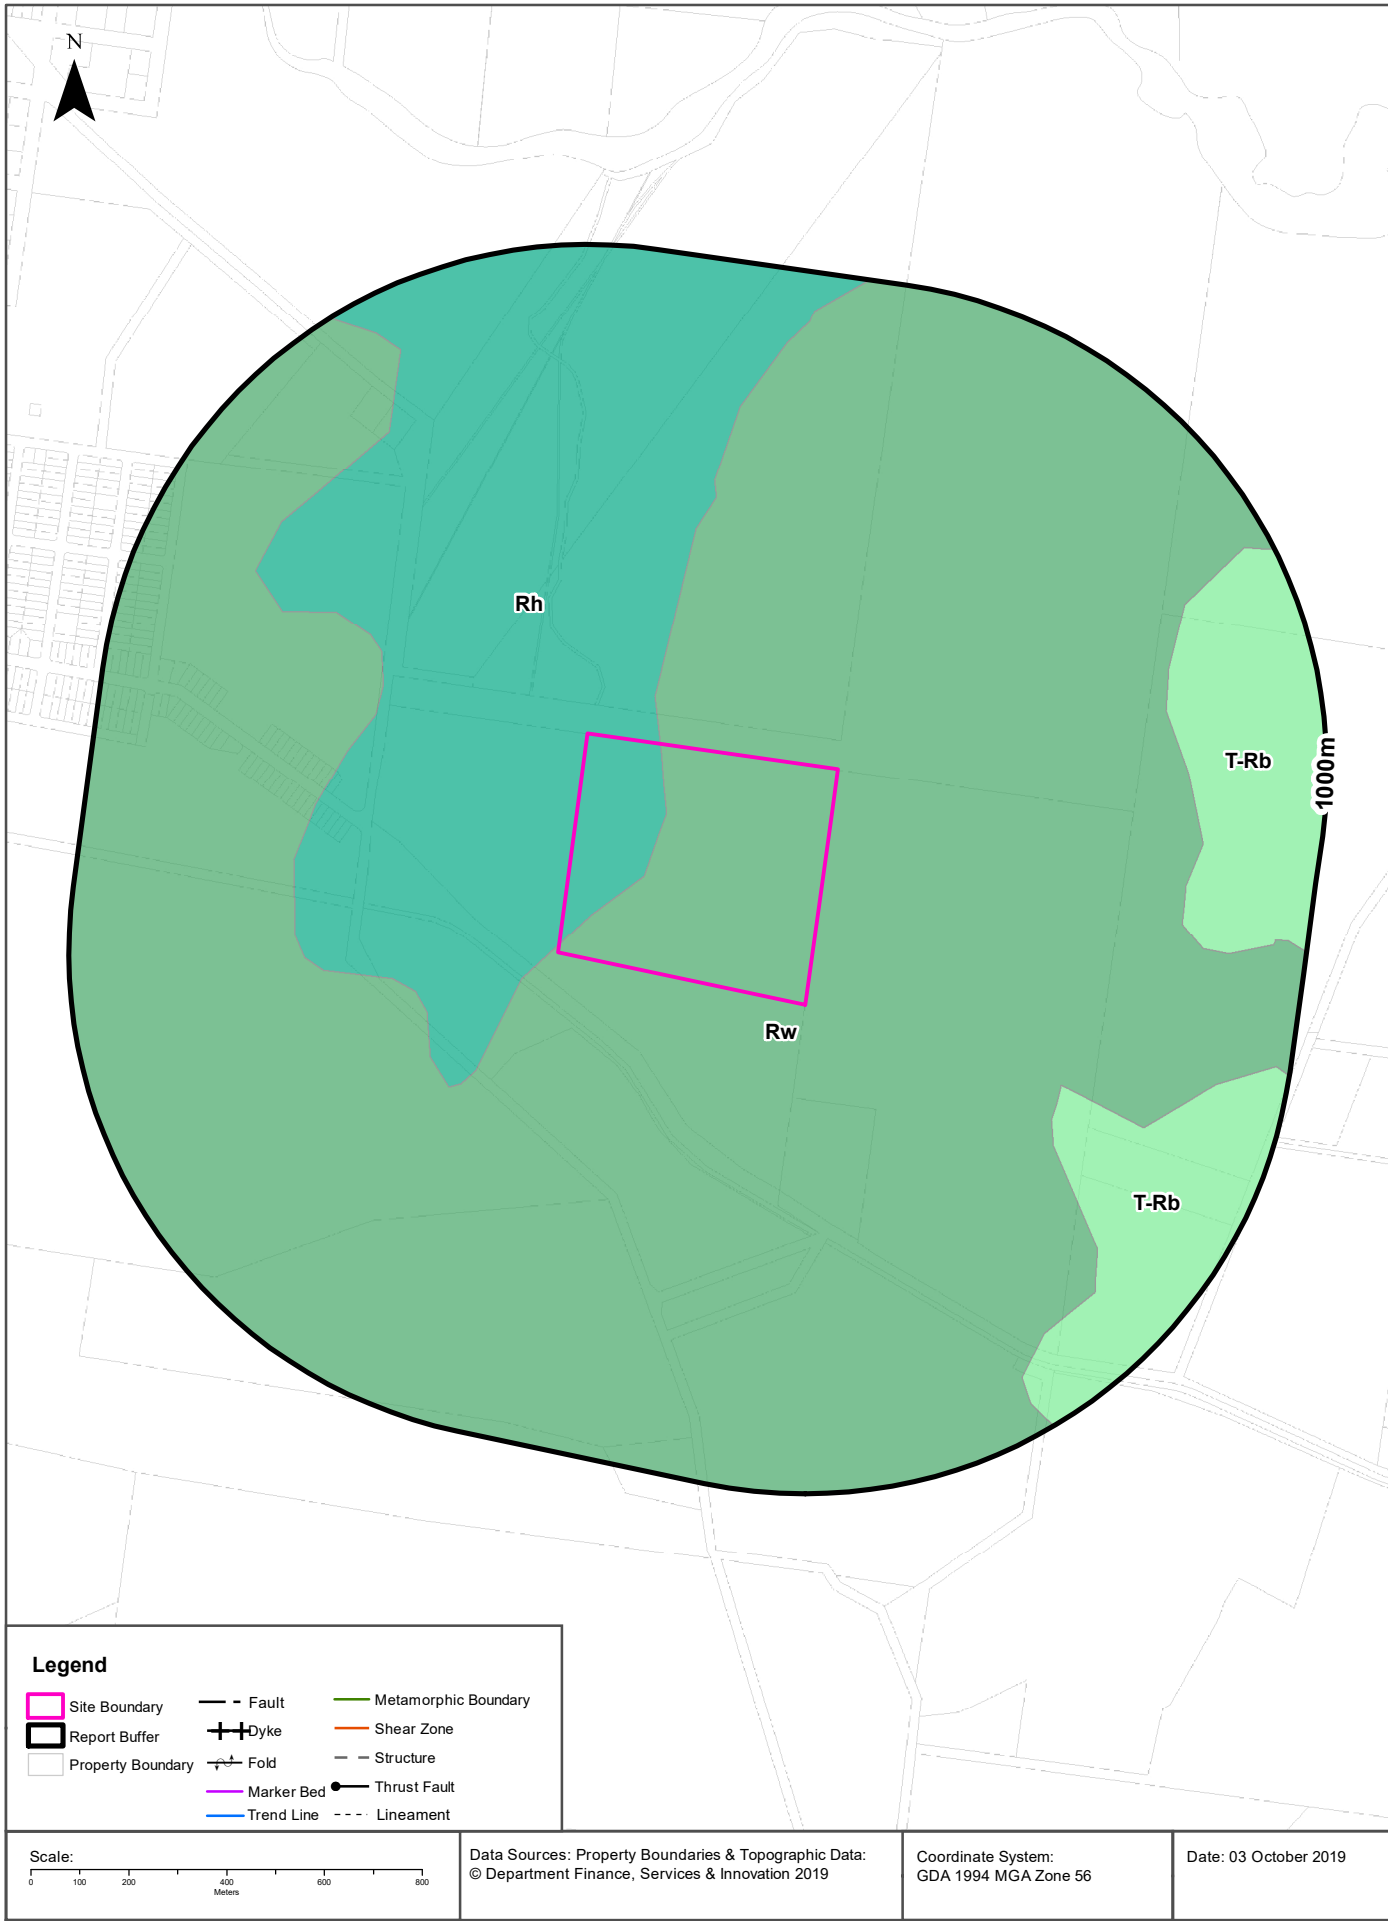 N
Rh
T-Rb
1000m
Rw
T-Rb
Legend
Site Boundary
Report Buffer
Property Boundary
Fault
Dyke
Fold
Marker Bed
Trend Line
Metamorphic Boundary
Shear Zone
Structure
Thrust Fault
Lineament
Scale:
0 100 200 400 600 800
Meters
Data Sources: Property Boundaries & Topographic Data:
© Department Finance, Services & Innovation 2019
Coordinate System:
GDA 1994 MGA Zone 56
Date: 03 October 2019